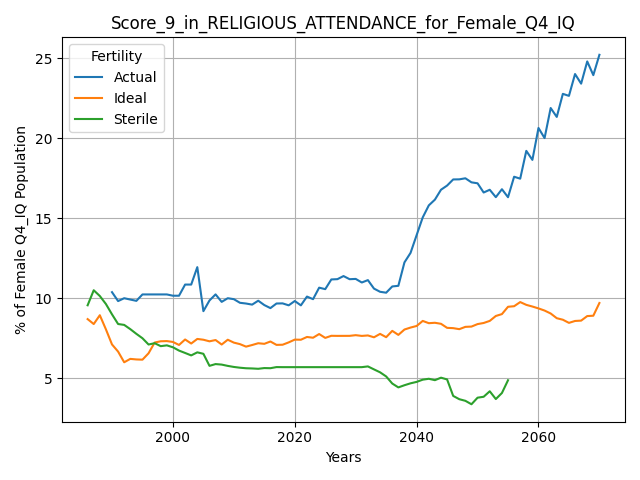 Score_9_in_RELIGIOUS_ATTENDANCE_for_Female_Q4_IQ
Fertility
Actual
Ideal
Sterile
25
20
15
10
5
% of Female Q4_IQ Population
2000
2020
2040
2060
Years